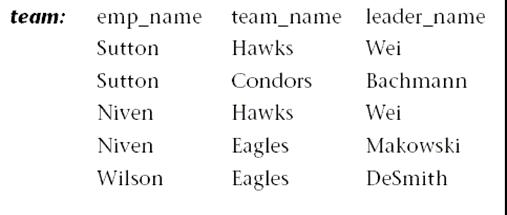 team: emp_name team_name leader_name
Sutton Hawks Wei
Sutton Condors Bachmann
Niven Hawks Wei
Niven Eagles Makowski
Wilson Eagles DeSmith